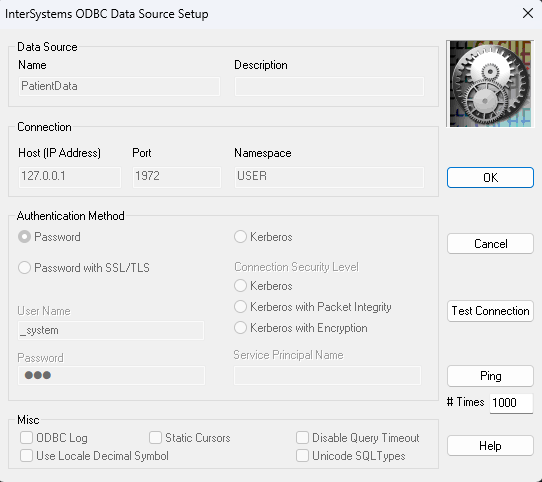 InterSystems ODBC Data Source Setup
Data Source
Name Description
PatientData
Connection
Host (IP Address) Port Namespace
127.0.0.1 1972 USER
OK
Authentication Method
Password Kerberos
Cancel
Password with SSL/TLS Connection Security Level
Kerberos
User Name Kerberos with Packet Integrity Test Connection
_system Kerberos with Encryption
Password Service Principal Name
●●● Ping
# Times 1000
Misc
ODBC Log Static Cursors Disable Query Timeout
Help
Use Locale Decimal Symbol Unicode SQLTypes